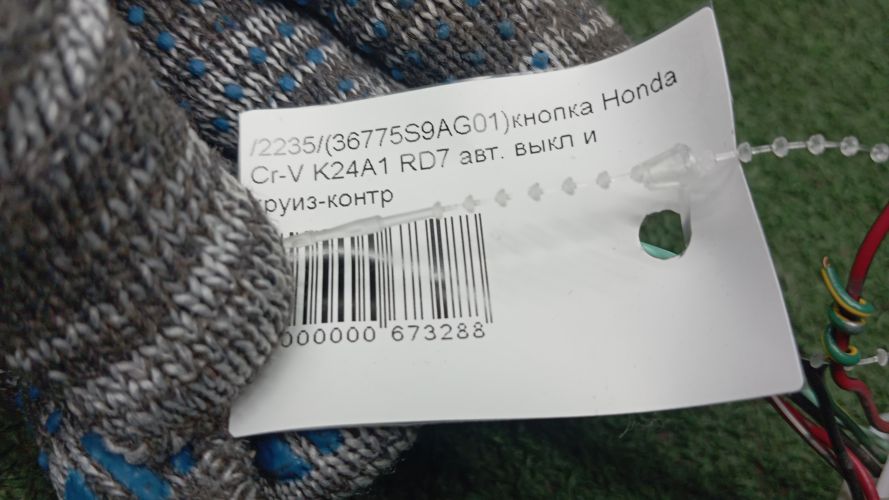 /2235/(36775S9AG01)кнопка Honda
Cr-V K24A1 RD7 авт. выкл и
круиз-контр
000000 673288